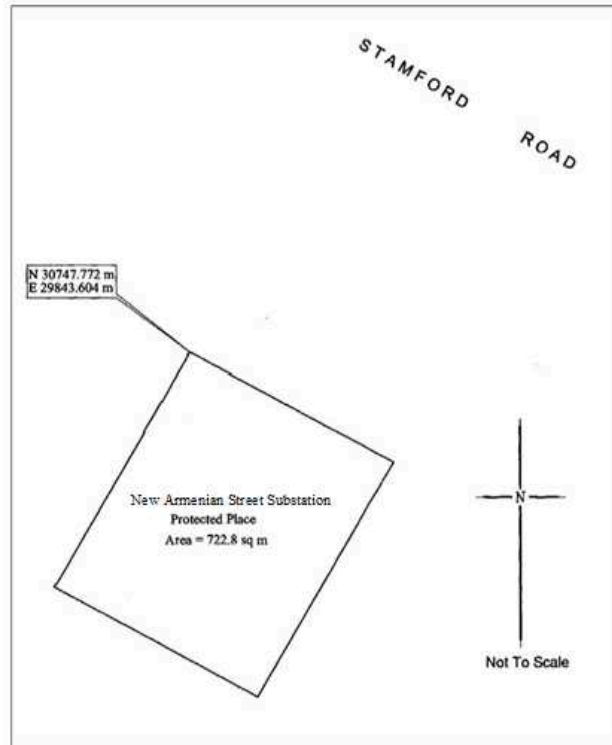 STAMFORD ROAD
N 30747.772 m
E 29843.604 m
New Armenian Street Substation
Protected Place
Area = 722.8 sq m
N
Not To Scale